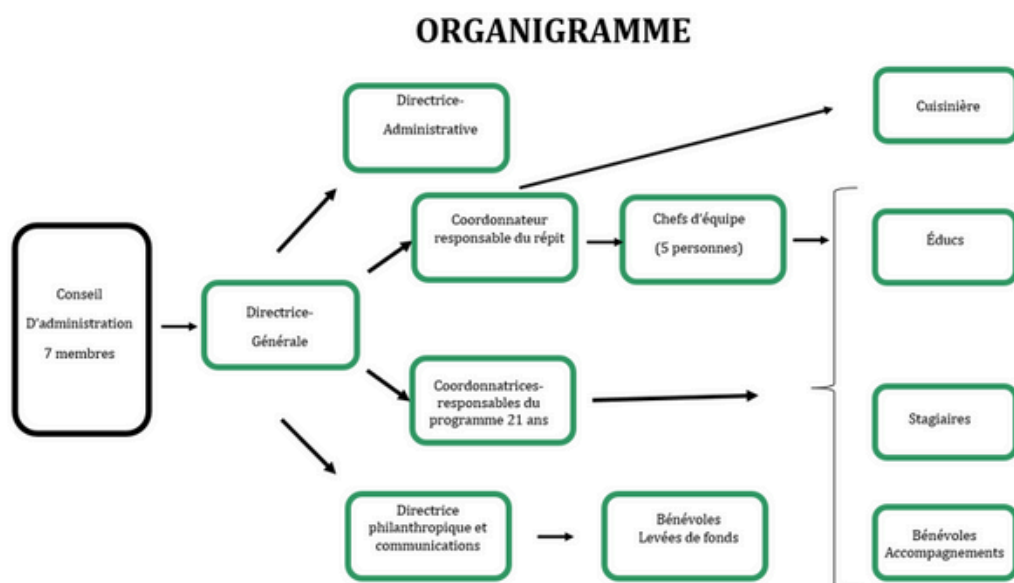 ORGANIGRAMME
Directrice-
Administrative
Cuisinière
Coordonnateur
responsable du répit
Chefs d'équipe
(5 personnes)
Éducs
Conseil
D'administration
7 membres
Directrice-
Générale
Coordonnatrices-
responsables du
programme 21 ans
Stagiaires
Directrice
philanthropique et
communications
Bénévoles
Levées de fonds
Bénévoles
Accompagnements